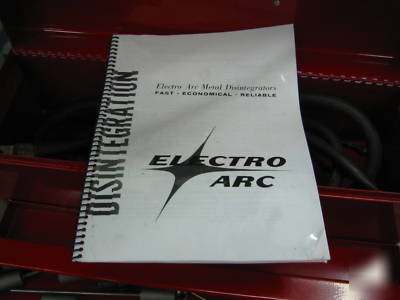 DISINTEGRATION
Electro Arc Metal Disintegrators
FAST - ECONOMICAL - RELIABLE
ELECTRO
ARC